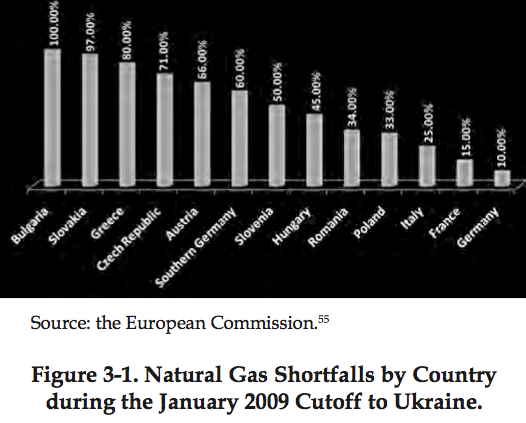 100.00%
97.00%
80.00%
71.00%
66.00%
60.00%
50.00%
45.00%
34.00%
33.00%
25.00%
15.00%
10.00%
Bulgaria
Slovakia
Greece
Czech Republic
Austria
Southern Germany
Slovenia
Hungary
Romania
Poland
Italy
France
Germany
Source: the European Commission.55
Figure 3-1. Natural Gas Shortfalls by Country
during the January 2009 Cutoff to Ukraine.